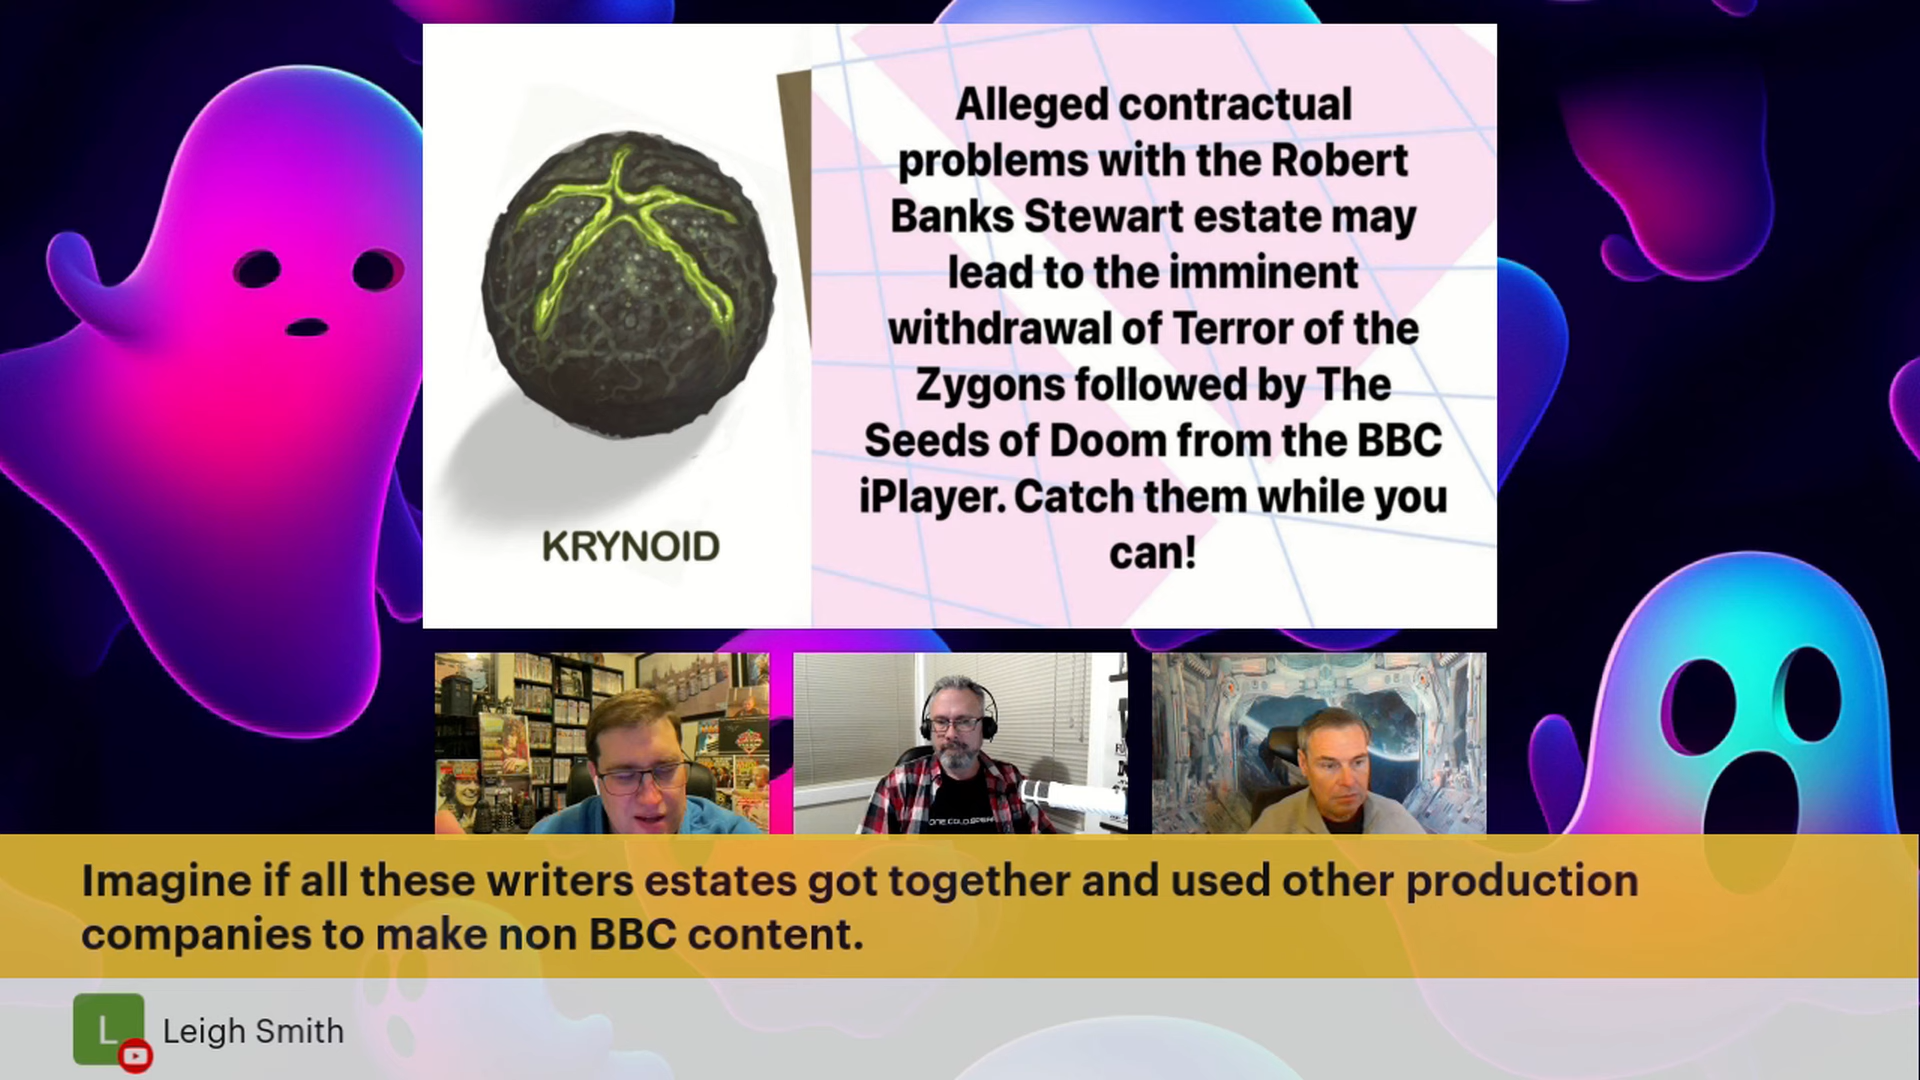 Alleged contractual
problems with the Robert
Banks Stewart estate may
lead to the imminent
withdrawal of Terror of the
Zygons followed by The
Seeds of Doom from the BBC
iPlayer. Catch them while you
can!
KRYNOID
Imagine if all these writers estates got together and used other production
companies to make non BBC content.
L
Leigh Smith